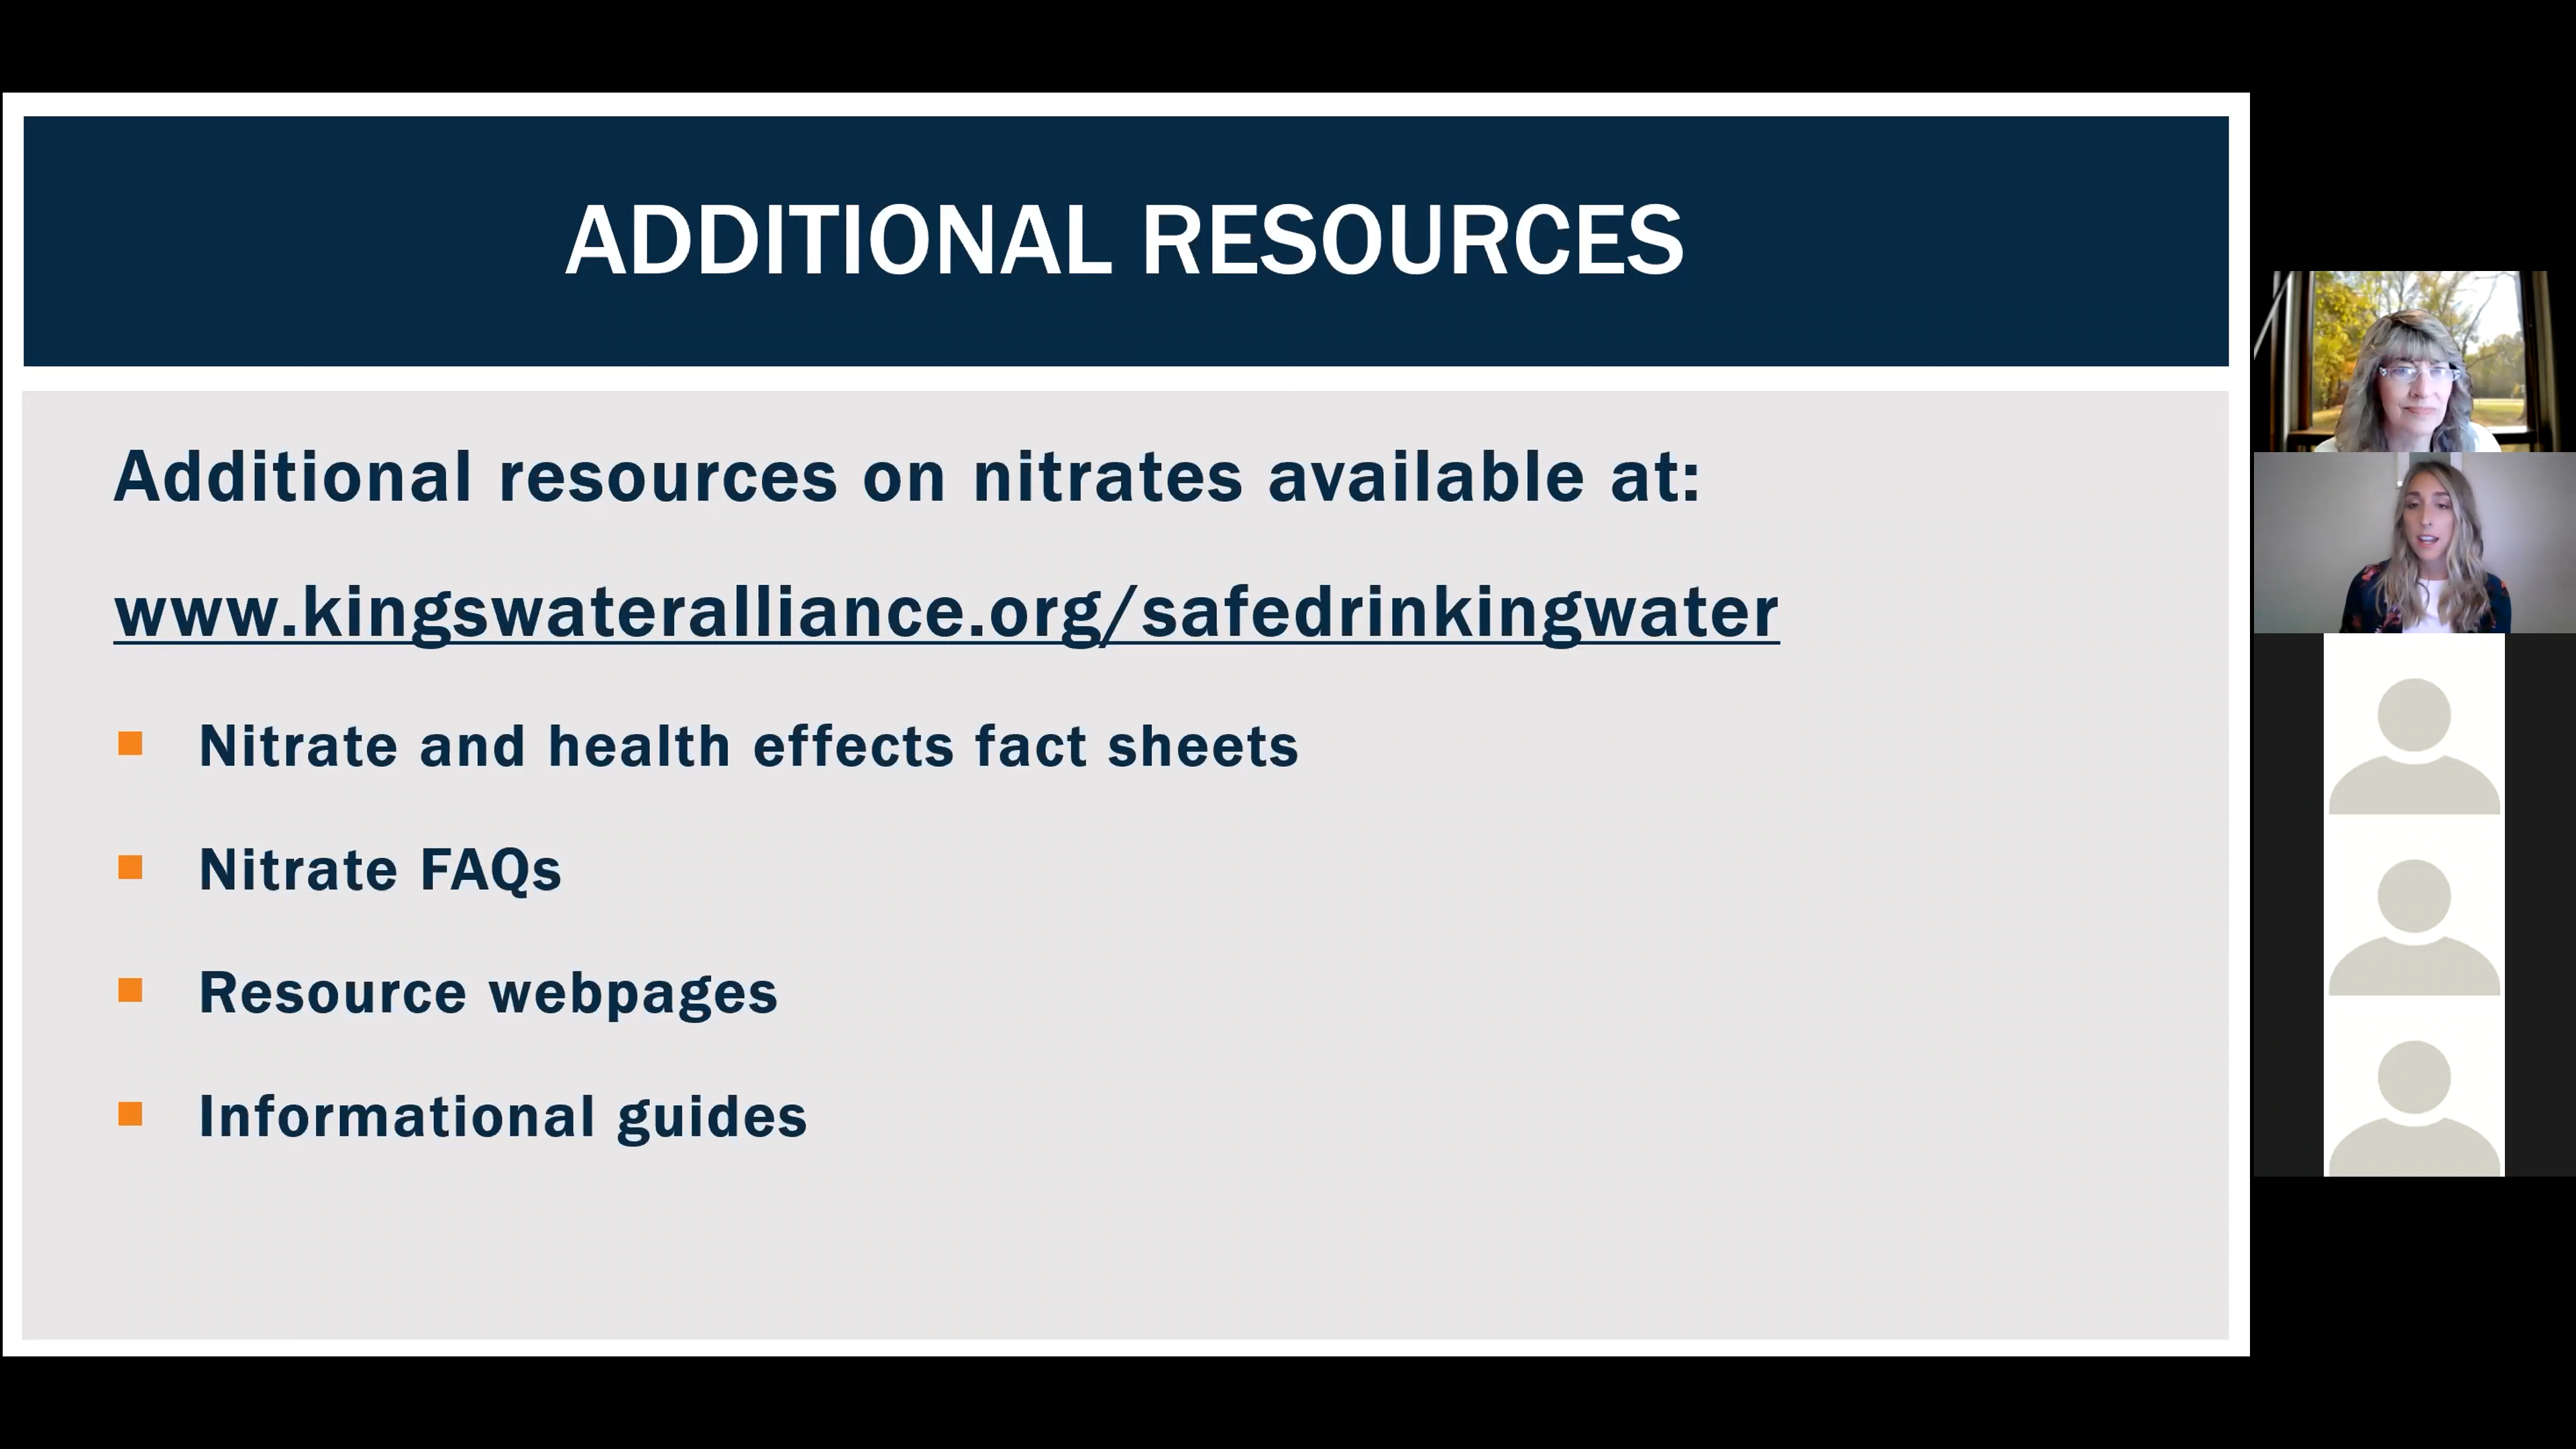 ADDITIONAL RESOURCES
Additional resources on nitrates available at:
www.kingswateralliance.org/safedrinkingwater
Nitrate and health effects fact sheets
Nitrate FAQs
Resource webpages
Informational guides